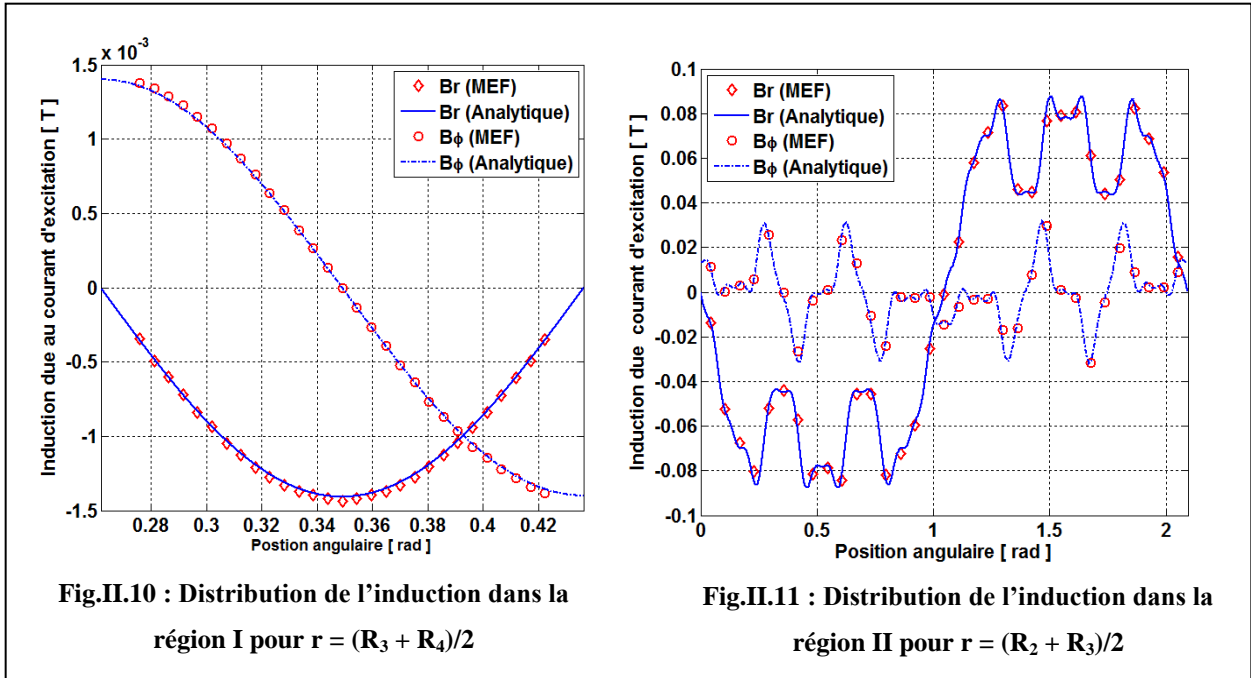 x 10-3
1.5
1
0.5
0
-0.5
-1
-1.5
0.28 0.3 0.32 0.34 0.36 0.38 0.4 0.42
Induction due au courant d'excitation [ T ]
Postion angulaire [ rad ]
Br (MEF)
Br (Analytique)
Bϕ (MEF)
Bϕ (Analytique)
Fig.II.10 : Distribution de l'induction dans la
région I pour r = (R3 + R4)/2
0.1
0.08
0.06
0.04
0.02
0
-0.02
-0.04
-0.06
-0.08
-0.1
0 0.5 1 1.5 2
Induction due courant d'excitation [ T ]
Position angulaire [ rad ]
Br (MEF)
Br (Analytique)
Bϕ (MEF)
Bϕ (Analytique)
Fig.II.11 : Distribution de l'induction dans la
région II pour r = (R2 + R3)/2